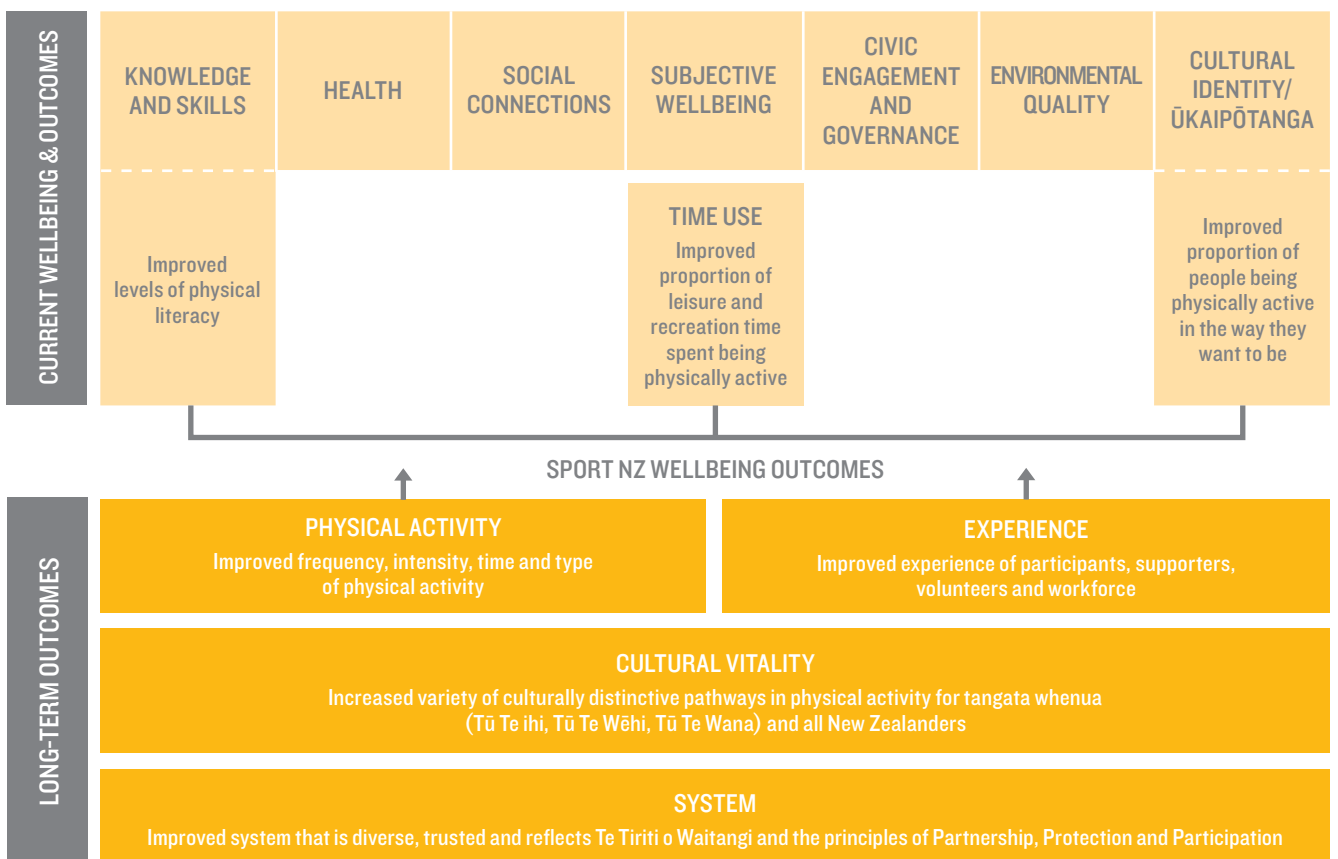 CURRENT WELLBEING & OUTCOMES
KNOWLEDGE
AND SKILLS
HEALTH
SOCIAL
CONNECTIONS
SUBJECTIVE
WELLBEING
CIVIC
ENGAGEMENT
AND
GOVERNANCE
ENVIRONMENTAL
QUALITY
CULTURAL
IDENTITY/
ŪKAIPŌTANGA
Improved
levels of physical
literacy
TIME USE
Improved
proportion of
leisure and
recreation time
spent being
physically active
Improved
proportion of
people being
physically active
in the way they
want to be
SPORT NZ WELLBEING OUTCOMES
LONG-TERM OUTCOMES
PHYSICAL ACTIVITY
Improved frequency, intensity, time and type
of physical activity
EXPERIENCE
Improved experience of participants, supporters,
volunteers and workforce
CULTURAL VITALITY
Increased variety of culturally distinctive pathways in physical activity for tangata whenua
(Tū Te ihi, Tū Te Wēhi, Tū Te Wana) and all New Zealanders
SYSTEM
Improved system that is diverse, trusted and reflects Te Tiriti o Waitangi and the principles of Partnership, Protection and Participation